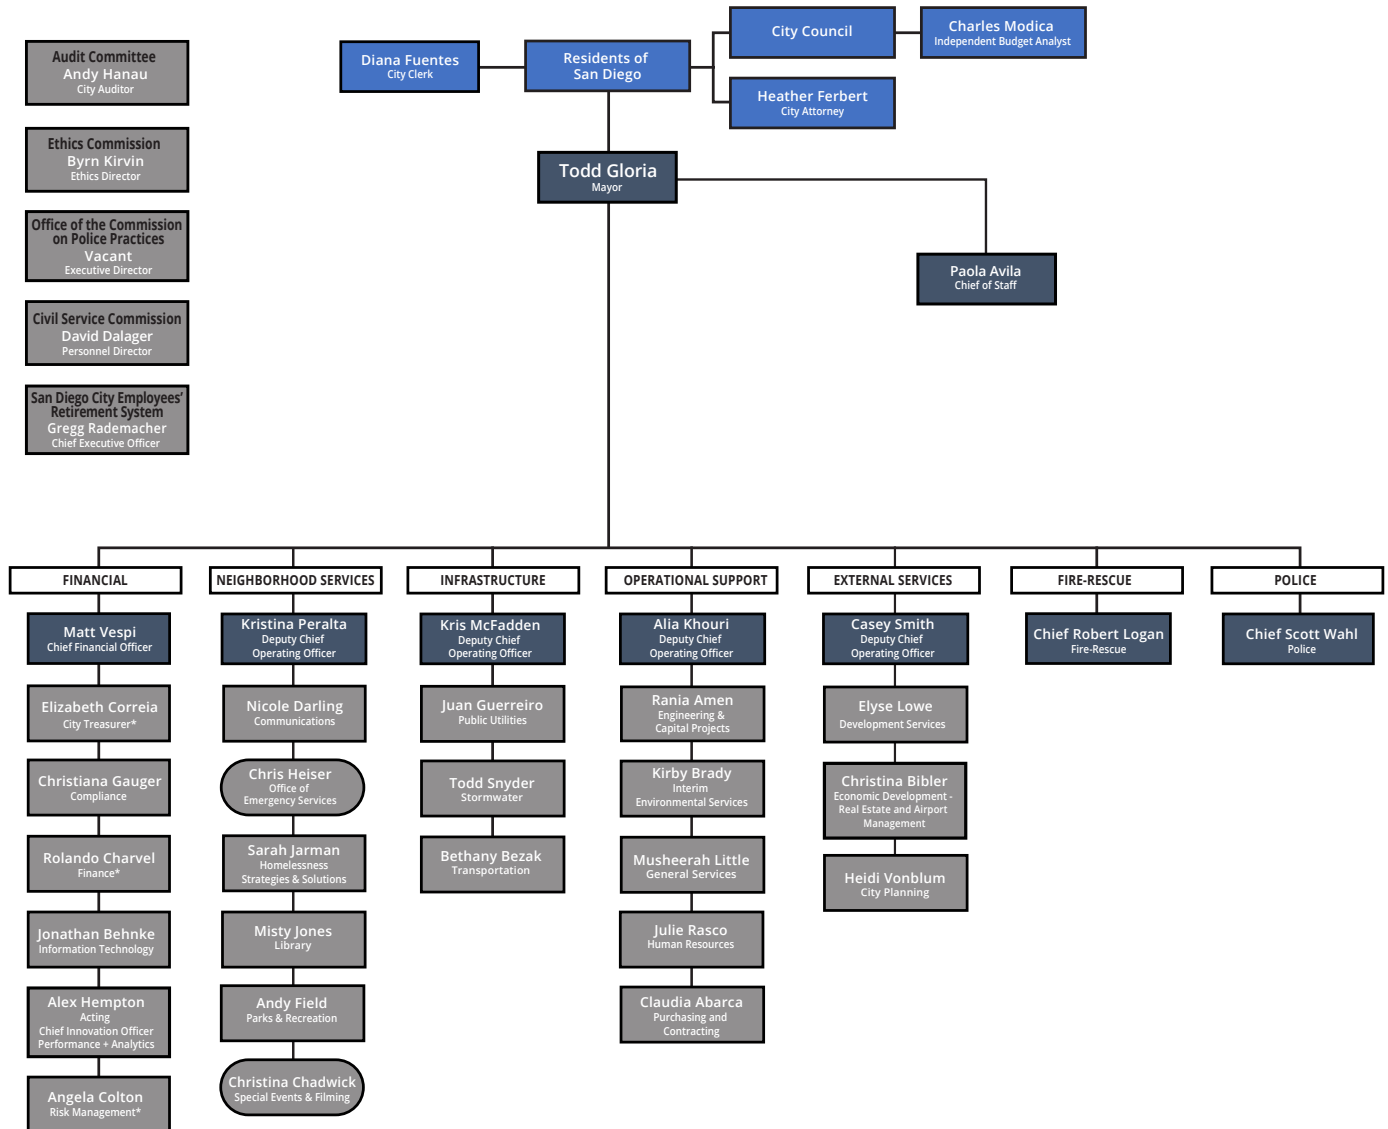 Audit Committee
Andy Hanau
City Auditor
Ethics Commission
Byrn Kirvin
Ethics Director
Office of the Commission
on Police Practices
Vacant
Executive Director
Civil Service Commission
David Dalager
Personnel Director
San Diego City Employees'
Retirement System
Gregg Rademacher
Chief Executive Officer
Diana Fuentes
City Clerk
Residents of
San Diego
City Council
Charles Modica
Independent Budget Analyst
Heather Ferbert
City Attorney
Todd Gloria
Mayor
Paola Avila
Chief of Staff
FINANCIAL
Matt Vespi
Chief Financial Officer
Elizabeth Correia
City Treasurer*
Christiana Gauger
Compliance
Rolando Charvel
Finance*
Jonathan Behnke
Information Technology
Alex Hempton
Acting
Chief Innovation Officer
Performance + Analytics
Angela Colton
Risk Management*
NEIGHBORHOOD SERVICES
Kristina Peralta
Deputy Chief
Operating Officer
Nicole Darling
Communications
Chris Heiser
Office of
Emergency Services
Sarah Jarman
Homelessness
Strategies & Solutions
Misty Jones
Library
Andy Field
Parks & Recreation
Christina Chadwick
Special Events & Filming
INFRASTRUCTURE
Kris McFadden
Deputy Chief
Operating Officer
Juan Guerreiro
Public Utilities
Todd Snyder
Stormwater
Bethany Bezak
Transportation
OPERATIONAL SUPPORT
Alia Khouri
Deputy Chief
Operating Officer
Rania Amen
Engineering &
Capital Projects
Kirby Brady
Interim
Environmental Services
Musheerah Little
General Services
Julie Rasco
Human Resources
Claudia Abarca
Purchasing and
Contracting
EXTERNAL SERVICES
Casey Smith
Deputy Chief
Operating Officer
Elyse Lowe
Development Services
Christina Bibler
Economic Development -
Real Estate and Airport
Management
Heidi Vonblum
City Planning
FIRE-RESCUE
Chief Robert Logan
Fire-Rescue
POLICE
Chief Scott Wahl
Police